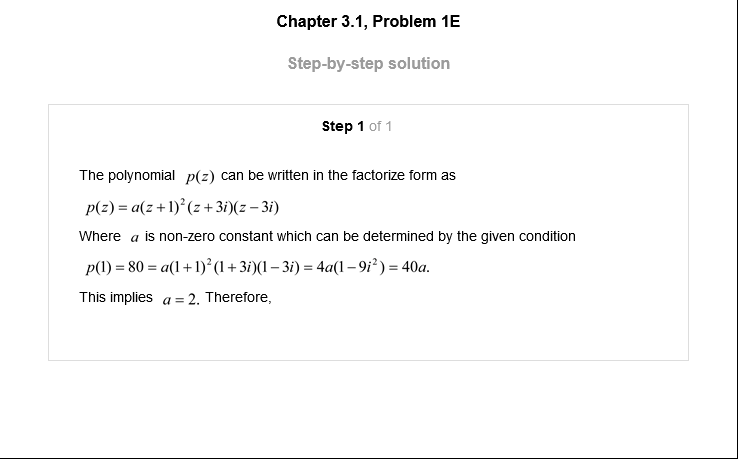 Chapter 3.1, Problem 1E
Step-by-step solution
Step 1 of 1
The polynomial p(z) can be written in the factorize form as
p(z) = a(z + 1)²(z + 3i)(z − 3i)
Where a is non-zero constant which can be determined by the given condition
p(1) = 80 = a(1 + 1)²(1 + 3i)(1 − 3i) = 4a(1 − 9i²) = 40a.
This implies a = 2. Therefore,